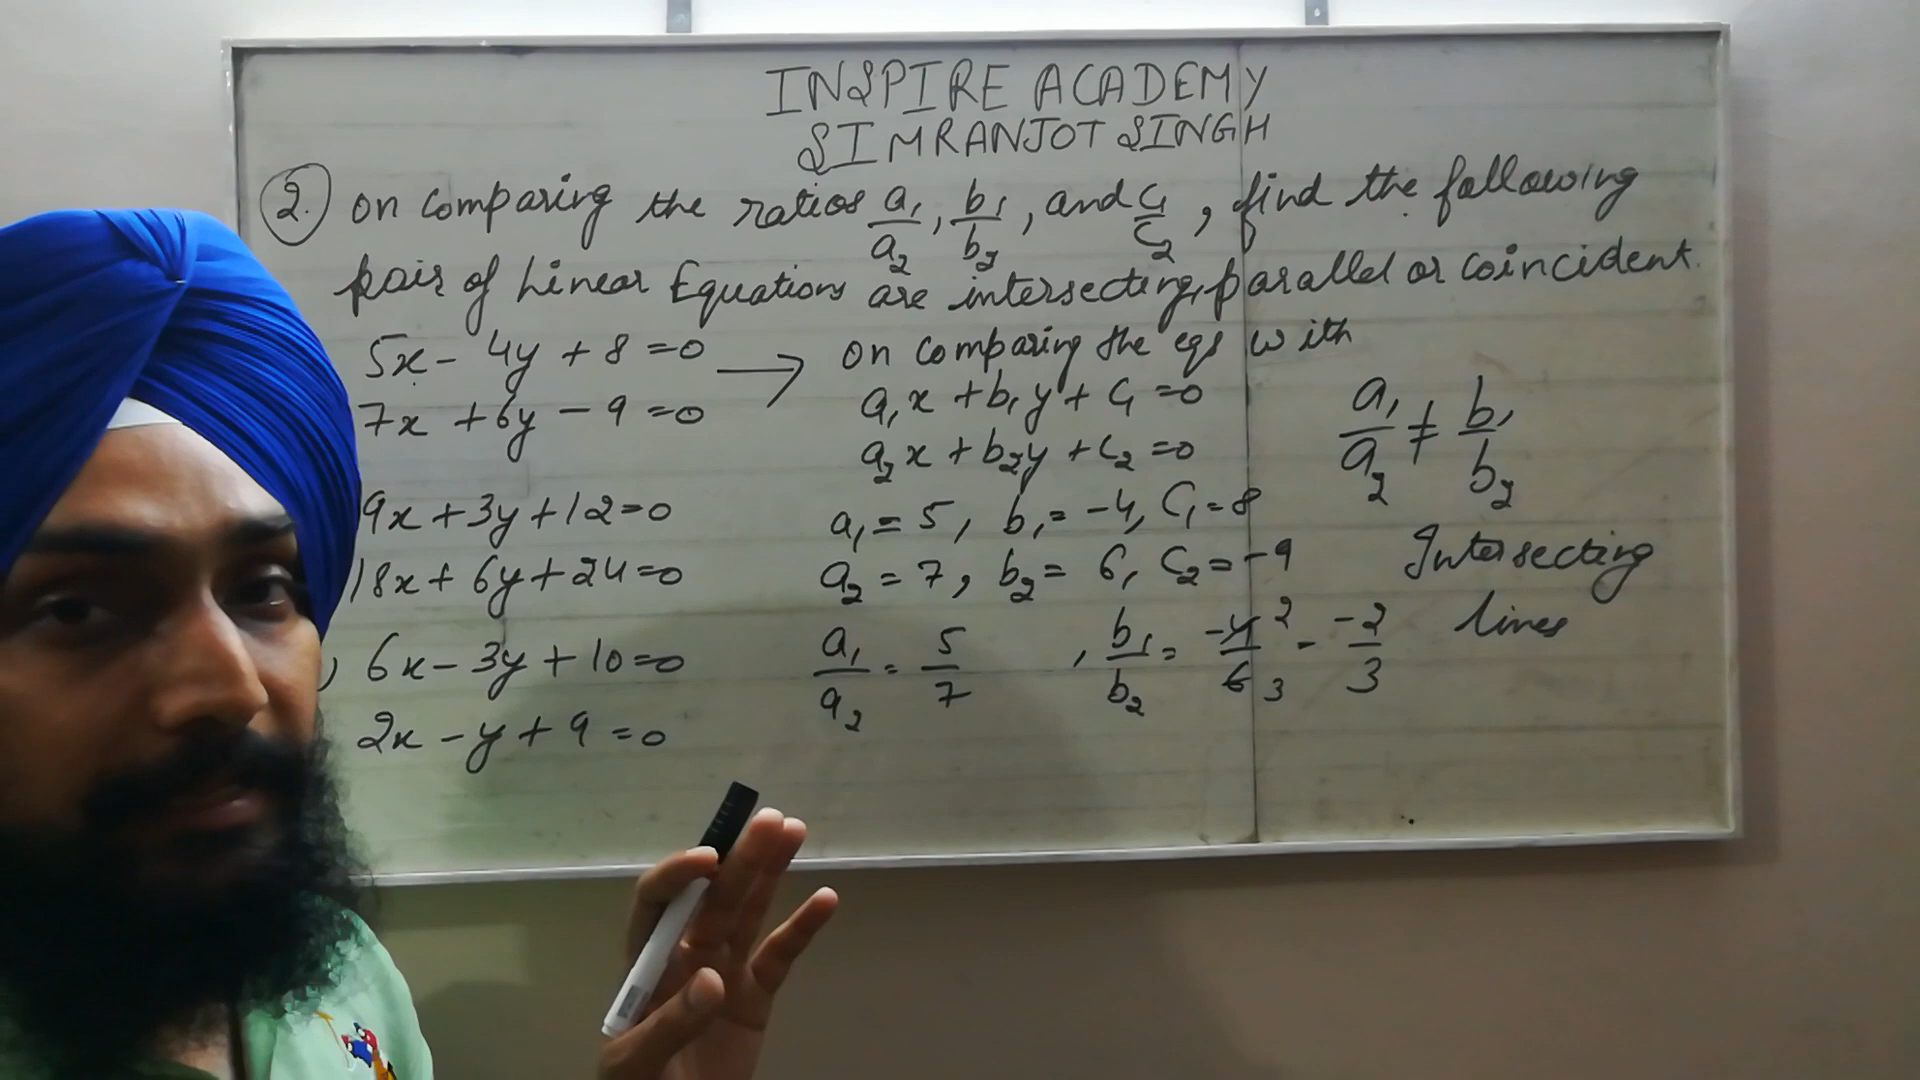 INSPIRE ACADEMY
SIMRANJOT SINGH
2. On comparing the ratios a₁/a₂, b₁/b₂, and c₁/c₂, find the following
pair of Linear Equations are intersecting, parallel or coincident.
5x - 4y + 8 = 0 → On comparing the eqs with
7x + 6y - 9 = 0
a₁x + b₁y + c₁ = 0
a₂x + b₂y + c₂ = 0
a₁/a₂ ≠ b₁/b₂
9x + 3y + 12 = 0
18x + 6y + 24 = 0
a₁ = 5, b₁ = -4, C₁ = 8
a₂ = 7, b₂ = 6, C₂ = -9
Intersecting
lines
6x - 3y + 10 = 0
2x - y + 9 = 0
a₁/a₂ = 5/7, b₁/b₂ = -4 2/6 3 - -2/3